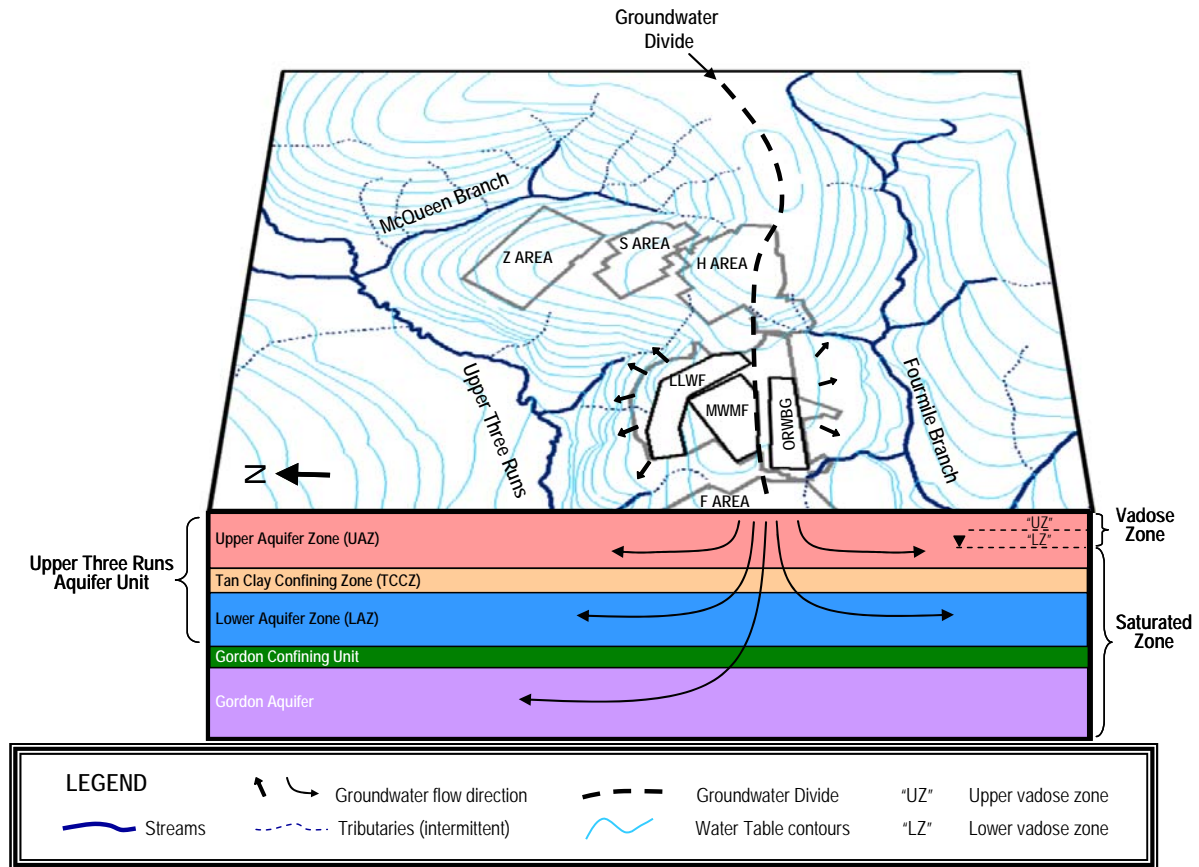 Groundwater
Divide
McQueen Branch
Z AREA
S AREA
H AREA
Upper Three Runs
LLWF
MWMF
ORWBG
Fourmile Branch
N
F AREA
Upper Three Runs
Aquifer Unit
Upper Aquifer Zone (UAZ)
Tan Clay Confining Zone (TCCZ)
Lower Aquifer Zone (LAZ)
Gordon Confining Unit
Gordon Aquifer
"UZ"
"LZ"
Vadose
Zone
Saturated
Zone
LEGEND
Groundwater flow direction
Groundwater Divide
"UZ" Upper vadose zone
Streams
Tributaries (intermittent)
Water Table contours
"LZ" Lower vadose zone